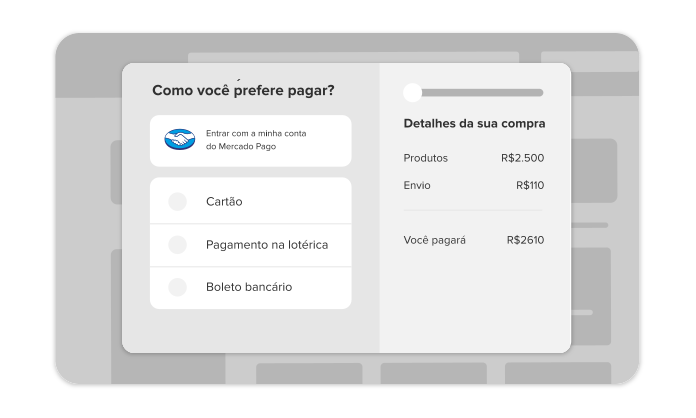 Como você prefere pagar?
Entrar com a minha conta
do Mercado Pago
Cartão
Pagamento na lotérica
Boleto bancário
Detalhes da sua compra
Produtos R$2.500
Envio R$110
Você pagará R$2610